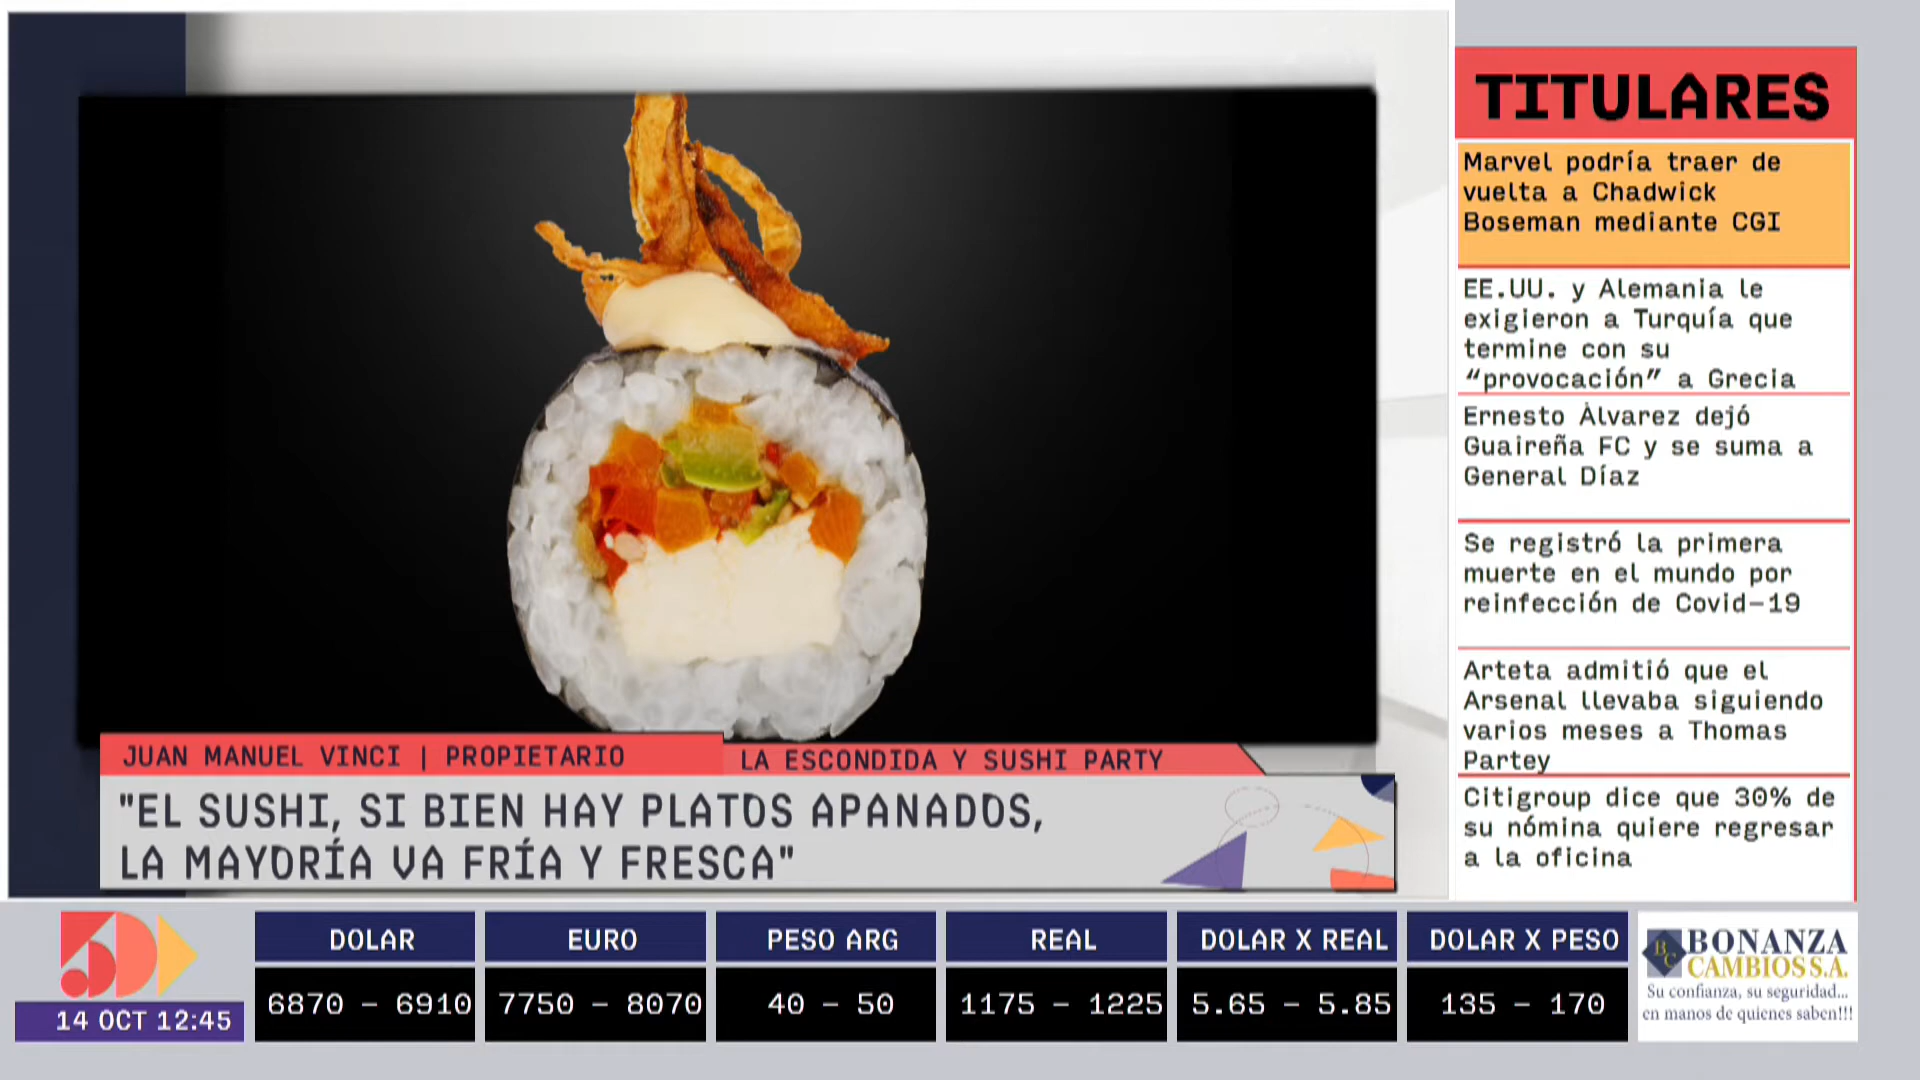 TITULARES
Marvel podría traer de
vuelta a Chadwick
Boseman mediante CGI
EE.UU. y Alemania le
exigieron a Turquía que
termine con su
“provocación” a Grecia
Ernesto Àlvarez dejó
Guaireña FC y se suma a
General Díaz
Se registró la primera
muerte en el mundo por
reinfección de Covid-19
Arteta admitió que el
Arsenal llevaba siguiendo
varios meses a Thomas
Partey
Citigroup dice que 30% de
su nómina quiere regresar
a la oficina
JUAN MANUEL VINCI | PROPIETARIO
LA ESCONDIDA Y SUSHI PARTY
"EL SUSHI, SI BIEN HAY PLATOS APANADOS,
LA MAYORÍA VA FRÍA Y FRESCA"
5D
14 OCT 12:45
DOLAR
6870 - 6910
EURO
7750 - 8070
PESO ARG
40 - 50
REAL
1175 - 1225
DOLAR X REAL
5.65 - 5.85
DOLAR X PESO
135 - 170
BC
BONANZA
CAMBIOS S.A.
Su confianza, su seguridad...
en manos de quienes saben!!!